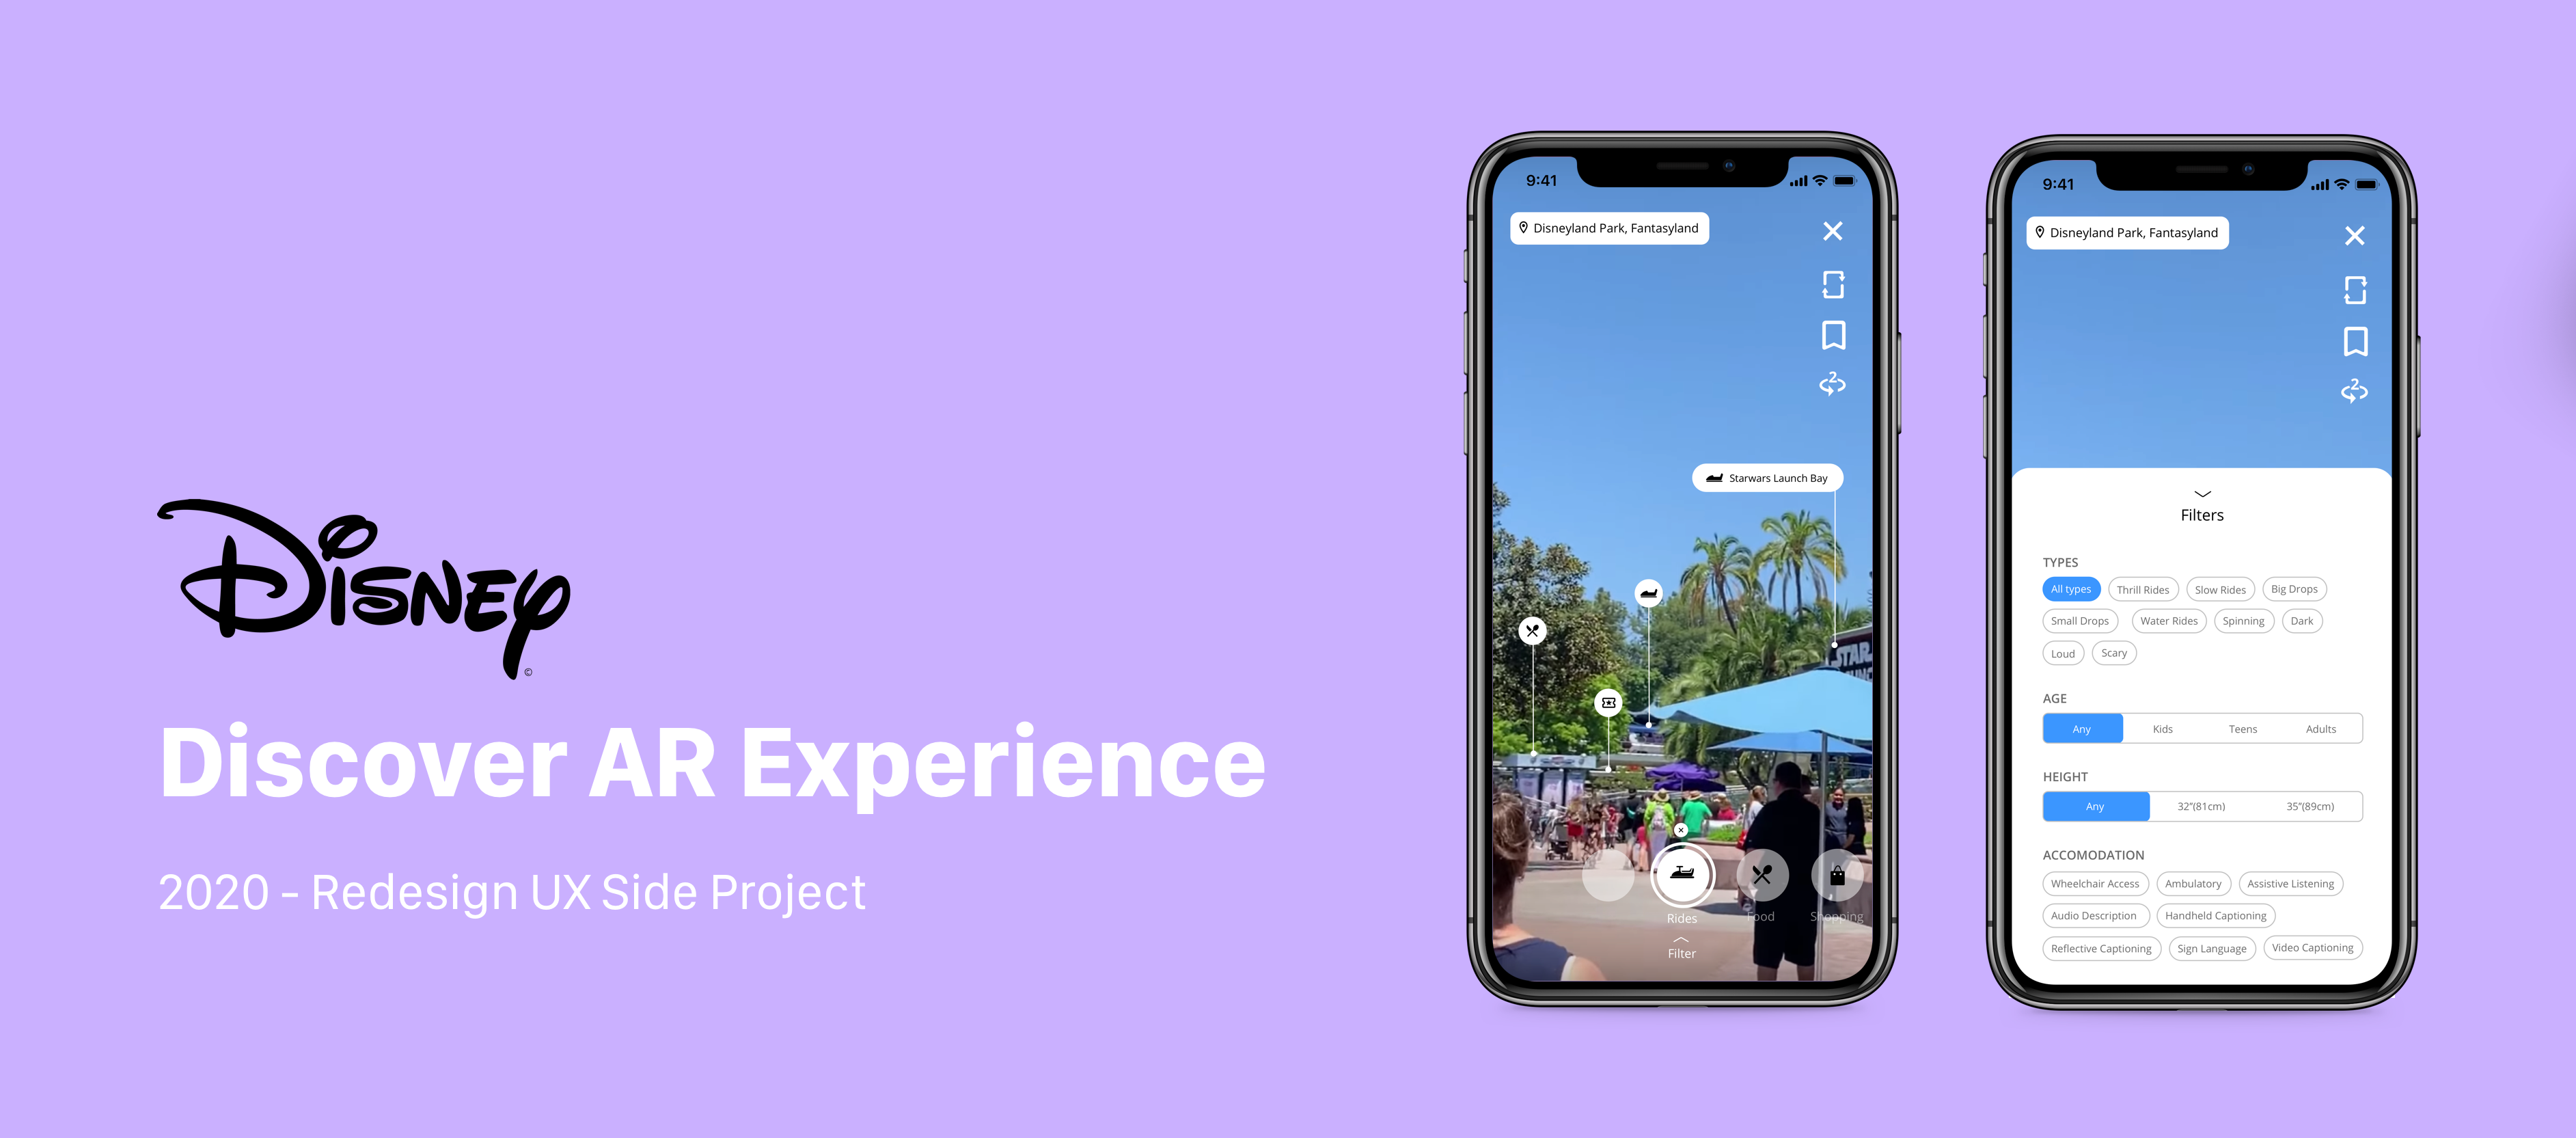 Disney
©
Discover AR Experience
2020 - Redesign UX Side Project
9:41
Disneyland Park, Fantasyland
2
Starwars Launch Bay
STAR
Rides
Food
Shopping
Filter
9:41
Disneyland Park, Fantasyland
2
Filters
TYPES
All types Thrill Rides Slow Rides Big Drops
Small Drops Water Rides Spinning Dark
Loud Scary
AGE
Any Kids Teens Adults
HEIGHT
Any 32”(81cm) 35”(89cm)
ACCOMODATION
Wheelchair Access Ambulatory Assistive Listening
Audio Description Handheld Captioning
Reflective Captioning Sign Language Video Captioning